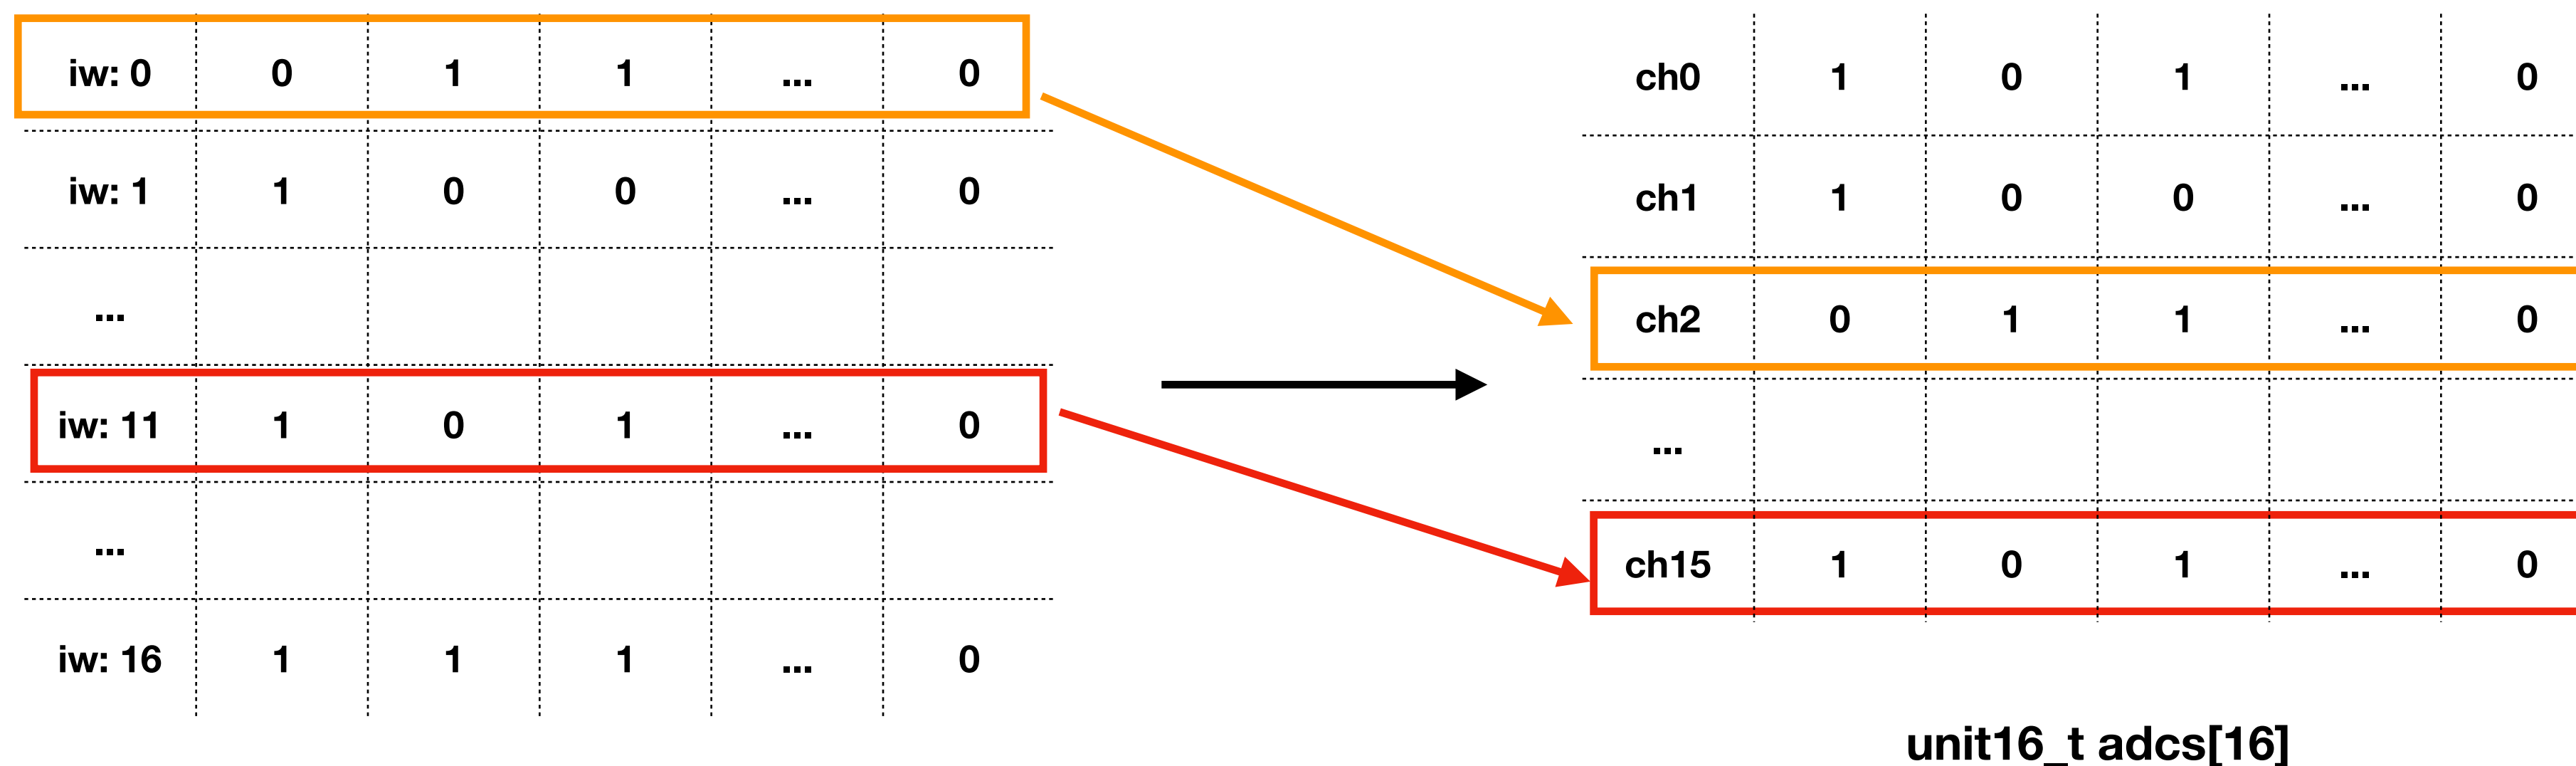 iw: 0 0 1 1 ... 0
iw: 1 1 0 0 ... 0
...
iw: 11 1 0 1 ... 0
...
iw: 16 1 1 1 ... 0
ch0 1 0 1 ... 0
ch1 1 0 0 ... 0
ch2 0 1 1 ... 0
...
ch15 1 0 1 ... 0
unit16_t adcs[16]